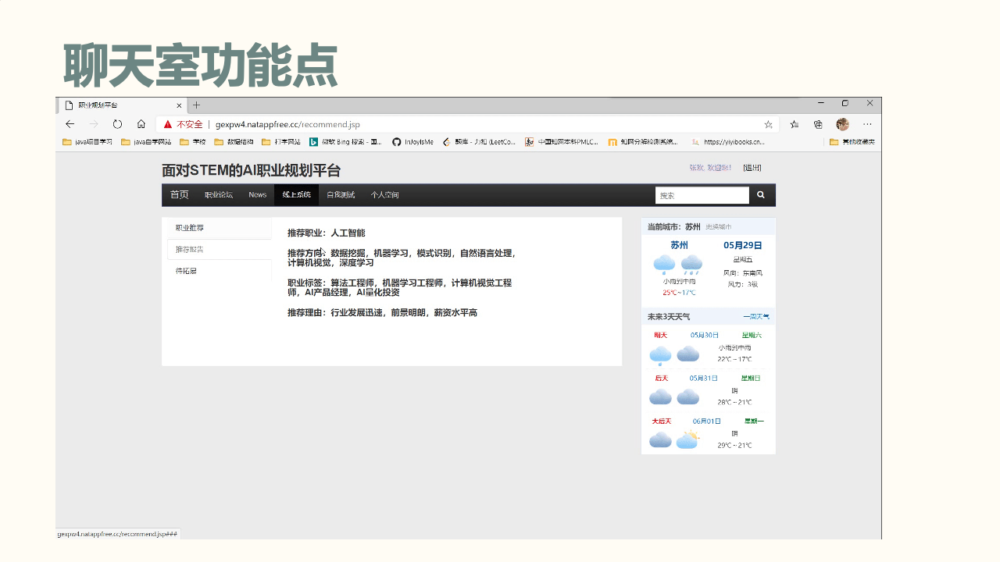 聊天室功能点
职业规划平台
不安全 | gexpw4.natappfree.cc/recommend.jsp
java项目学习 java自学网站 学校 数据结构 打字网站 微软 Bing 搜索 - 国... InJoyIsMe 题库 - 力扣 (LeetCo... 中国知网本科PMLC... 知网分解检测系统... https://yiyibooks.cn... 其他收藏夹
面对STEM的AI职业规划平台
张欢, 欢迎您! [退出]
首页 职业论坛 News 线上系统 自我测试 个人空间 搜索
职业推荐
推荐报告
待拓展
推荐职业：人工智能
推荐方向：数据挖掘，机器学习，模式识别，自然语言处理，
计算机视觉，深度学习
职业标签：算法工程师，机器学习工程师，计算机视觉工程
师，AI产品经理，AI量化投资
推荐理由：行业发展迅速，前景明朗，薪资水平高
当前城市：苏州 更换城市
苏州 05月29日
星期五
风向：东南风
小雨到中雨
风力：3级
25℃~17℃
未来3天天气 一周天气
明天 05月30日 星期六
小雨到中雨
22℃~17℃
后天 05月31日 星期日
阴
28℃~21℃
大后天 06月01日 星期一
阴
29℃~21℃
gexpw4.natappfree.cc/recommend.jsp###